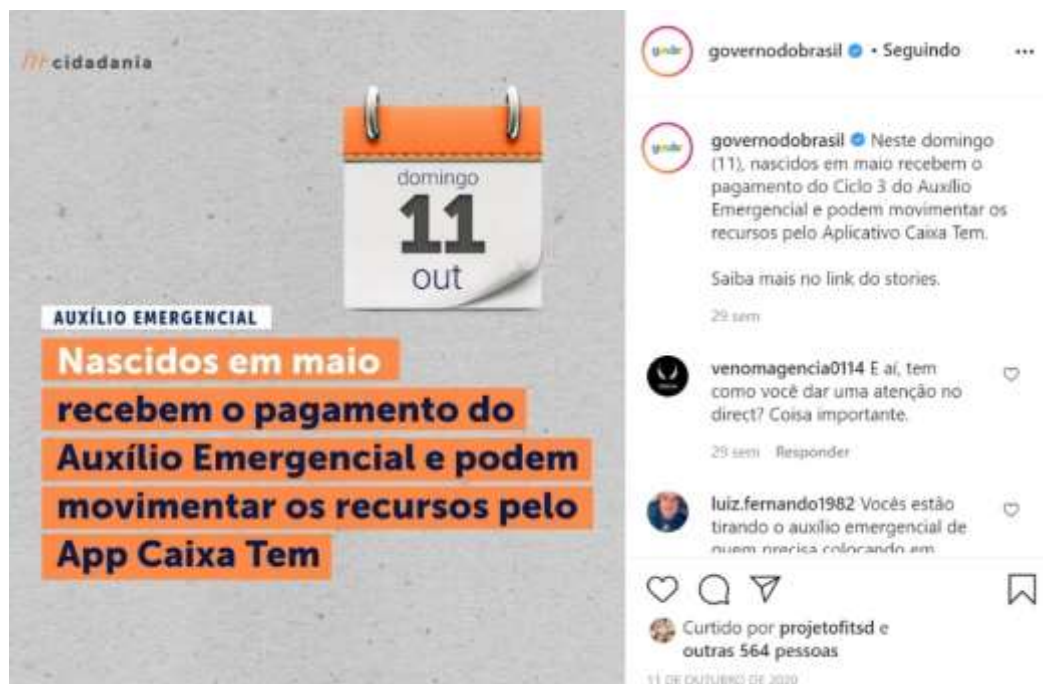 cidadania
domingo
11
out
AUXÍLIO EMERGENCIAL
Nascidos em maio
recebem o pagamento do
Auxílio Emergencial e podem
movimentar os recursos pelo
App Caixa Tem
governodobrasil • Seguindo
governodobrasil Neste domingo
(11), nascidos em maio recebem o
pagamento do Ciclo 3 do Auxílio
Emergencial e podem movimentar os
recursos pelo Aplicativo Caixa Tem.
Saiba mais no link do stories.
29 sem
venomagencia0114 E aí, tem
como você dar uma atenção no
direct? Coisa importante.
29 sem Responder
luiz.fernando1982 Vocês estão
tirando o auxílio emergencial de
quem precisa colocando em
Curtido por projetofitsd e
outras 564 pessoas
11 DE OUTUBRO DE 2020